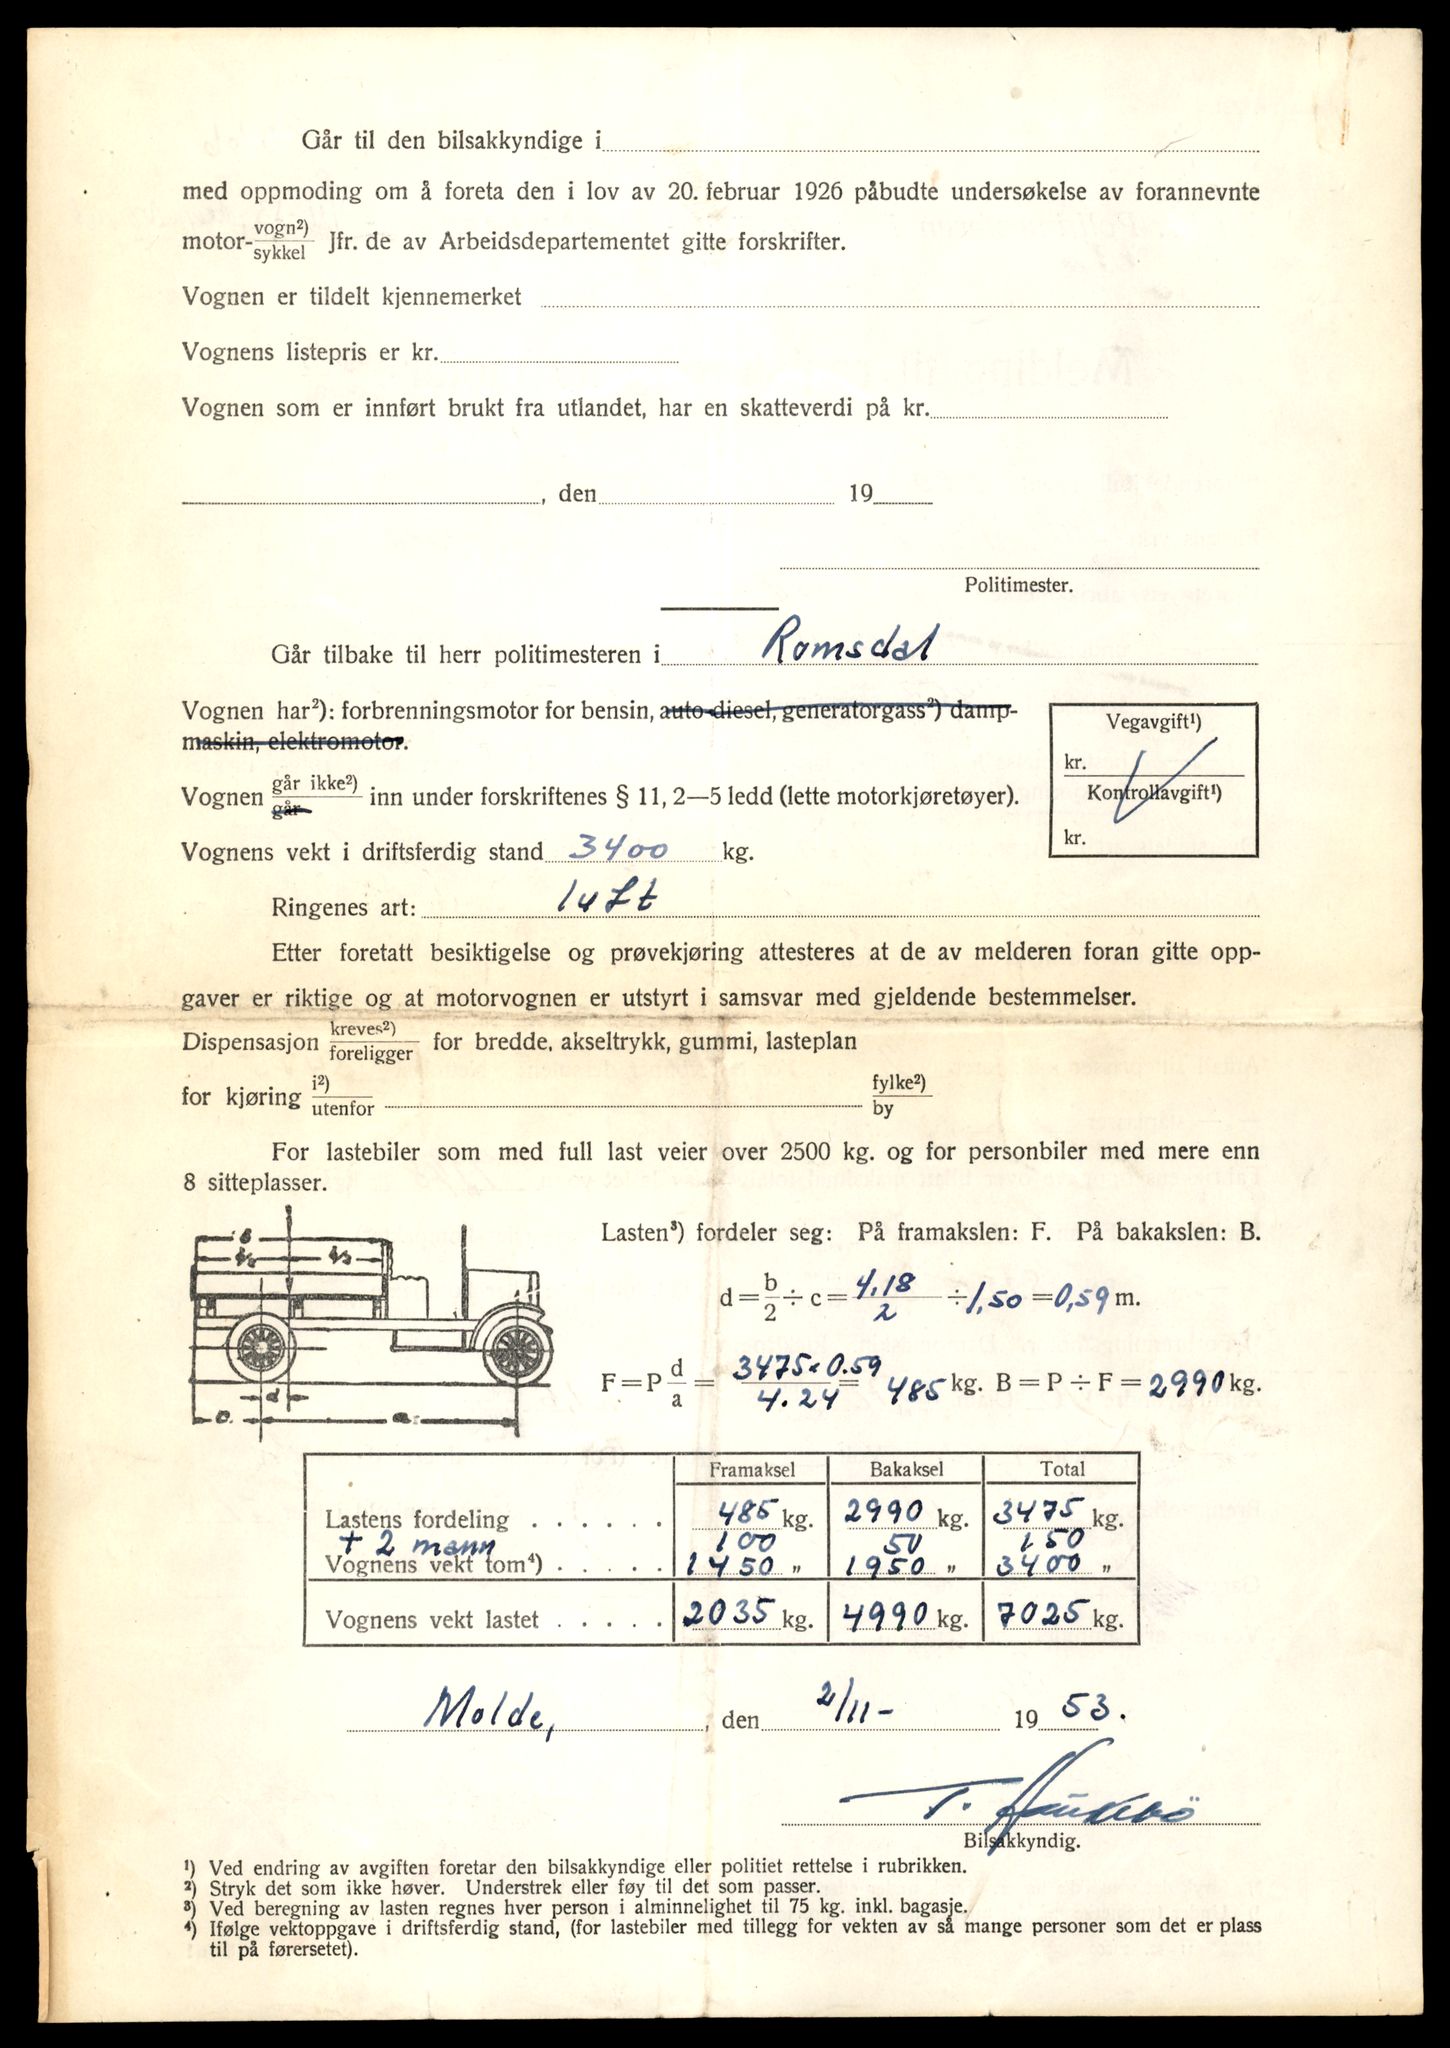 Går til den bilsakkyndige i
med oppmoding om å foreta den i lov av 20. februar 1926 påbudte undersøkelse av forannevnte
motor- vogn²) / sykkel Jfr. de av Arbeidsdepartementet gitte forskrifter.
Vognen er tildelt kjennemerket
Vognens listepris er kr.
Vognen som er innført brukt fra utlandet, har en skatteverdi på kr.
, den 19
Politimester.
Går tilbake til herr politimesteren i Romsdal
Vognen har²): forbrenningsmotor for bensin, auto-diesel, generatorgass²) damp-
maskin, elektromotor.
Vegavgift¹)
kr.
Kontrollavgift¹)
kr.
Vognen går ikke²) / går inn under forskriftenes § 11, 2—5 ledd (lette motorkjøretøyer).
Vognens vekt i driftsferdig stand 3400 kg.
Ringenes art: luft
Etter foretatt besiktigelse og prøvekjøring attesteres at de av melderen foran gitte opp-
gaver er riktige og at motorvognen er utstyrt i samsvar med gjeldende bestemmelser.
Dispensasjon kreves²) / foreligger for bredde, akseltrykk, gummi, lasteplan
for kjøring i²) / utenfor fylke²) / by
For lastebiler som med full last veier over 2500 kg. og for personbiler med mere enn
8 sitteplasser.
Lasten³) fordeler seg: På framakslen: F. På bakakslen: B.
d = b/2 ÷ c = 4,18/2 ÷ 1,50 = 0,59 m.
F = P d/a = 3475 × 0.59 / 4.24 = 485 kg. B = P ÷ F = 2990 kg.
B
b/2 b/2
d
c. a.
Framaksel Bakaksel Total
Lastens fordeling . . . . . . 485 kg. 2990 kg. 3475 kg.
+ 2 mann 100 50 150
Vognens vekt tom⁴) . . . . . 1450 „ 1950 „ 3400 „
Vognens vekt lastet . . . . . 2035 kg. 4990 kg. 7025 kg.
Molde, , den 2/11- 19 53.
T. Haukbö
Bilsakkyndig.
¹) Ved endring av avgiften foretar den bilsakkyndige eller politiet rettelse i rubrikken.
²) Stryk det som ikke høver. Understrek eller føy til det som passer.
³) Ved beregning av lasten regnes hver person i alminnelighet til 75 kg. inkl. bagasje.
⁴) Ifølge vektoppgave i driftsferdig stand, (for lastebiler med tillegg for vekten av så mange personer som det er plass
til på førersetet).